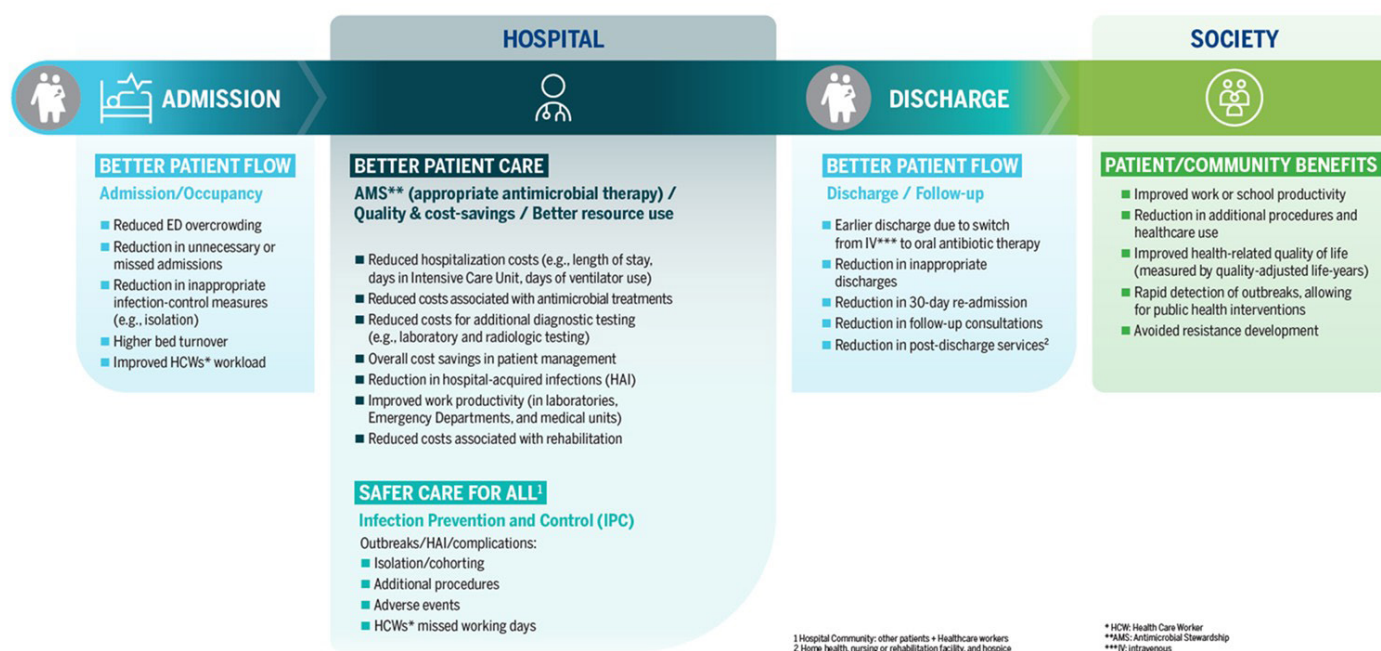 HOSPITAL
SOCIETY
ADMISSION
DISCHARGE
BETTER PATIENT FLOW
Admission/Occupancy
Reduced ED overcrowding
Reduction in unnecessary or
missed admissions
Reduction in inappropriate
infection-control measures
(e.g., isolation)
Higher bed turnover
Improved HCWs* workload
BETTER PATIENT CARE
AMS** (appropriate antimicrobial therapy) /
Quality & cost-savings / Better resource use
Reduced hospitalization costs (e.g., length of stay,
days in Intensive Care Unit, days of ventilator use)
Reduced costs associated with antimicrobial treatments
Reduced costs for additional diagnostic testing
(e.g., laboratory and radiologic testing)
Overall cost savings in patient management
Reduction in hospital-acquired infections (HAI)
Improved work productivity (in laboratories,
Emergency Departments, and medical units)
Reduced costs associated with rehabilitation
SAFER CARE FOR ALL¹
Infection Prevention and Control (IPC)
Outbreaks/HAI/complications:
Isolation/cohorting
Additional procedures
Adverse events
HCWs* missed working days
BETTER PATIENT FLOW
Discharge / Follow-up
Earlier discharge due to switch
from IV*** to oral antibiotic therapy
Reduction in inappropriate
discharges
Reduction in 30-day re-admission
Reduction in follow-up consultations
Reduction in post-discharge services²
PATIENT/COMMUNITY BENEFITS
Improved work or school productivity
Reduction in additional procedures and
healthcare use
Improved health-related quality of life
(measured by quality-adjusted life-years)
Rapid detection of outbreaks, allowing
for public health interventions
Avoided resistance development
1 Hospital Community: other patients + Healthcare workers
2 Home health, nursing or rehabilitation facility, and hospice
* HCW: Health Care Worker
**AMS: Antimicrobial Stewardship
***IV: intravenous